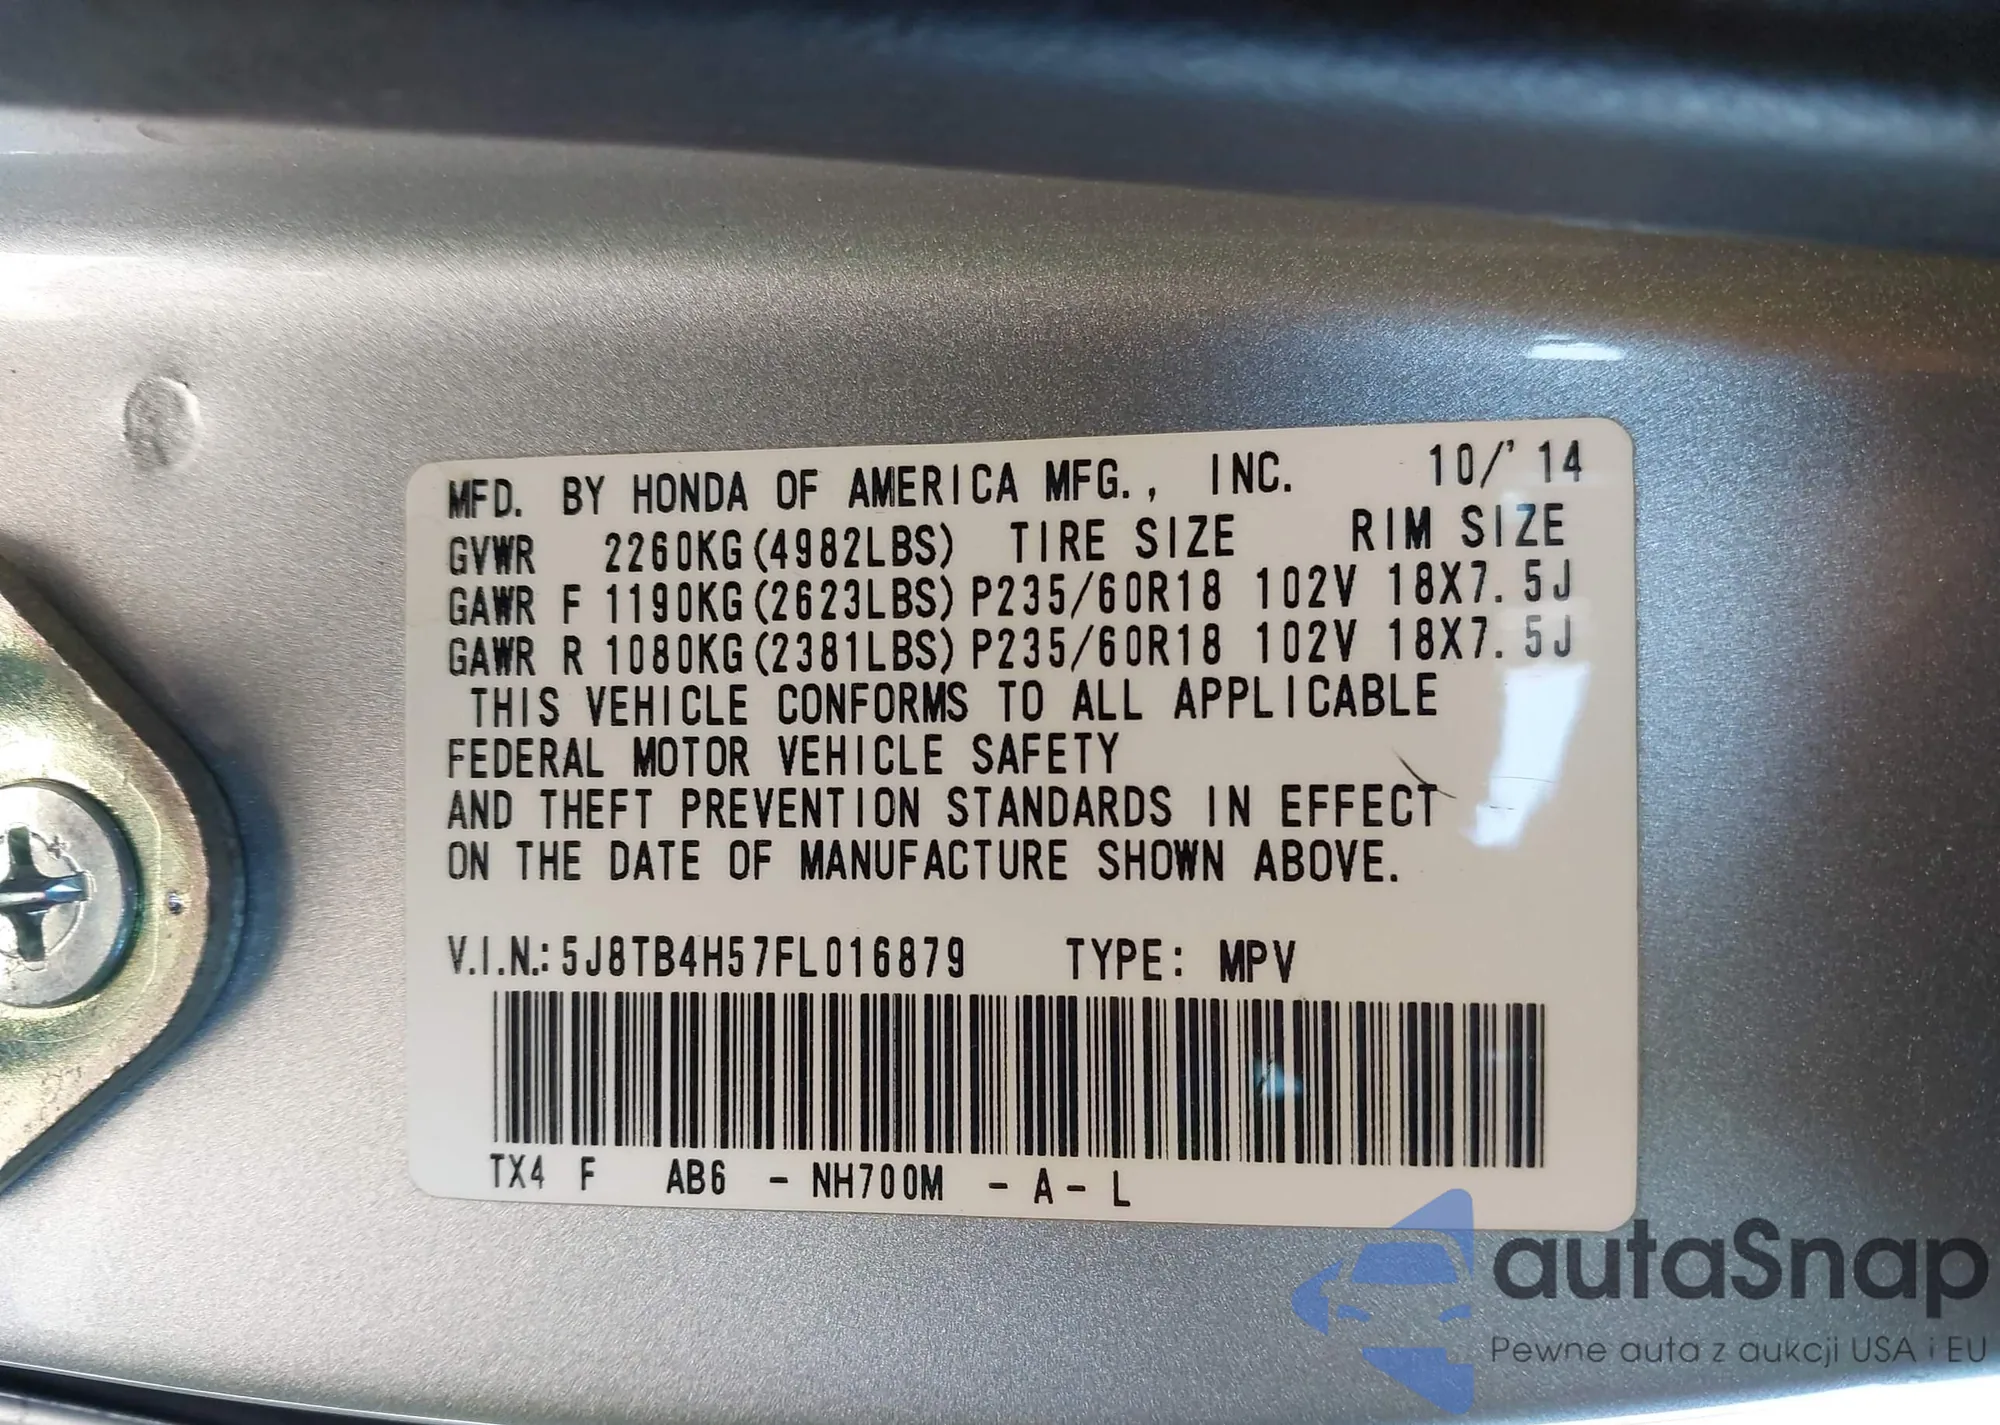 MFD. BY HONDA OF AMERICA MFG., INC. 10/'14
GVWR 2260KG(4982LBS) TIRE SIZE RIM SIZE
GAWR F 1190KG(2623LBS) P235/60R18 102V 18X7.5J
GAWR R 1080KG(2381LBS) P235/60R18 102V 18X7.5J
THIS VEHICLE CONFORMS TO ALL APPLICABLE
FEDERAL MOTOR VEHICLE SAFETY
AND THEFT PREVENTION STANDARDS IN EFFECT
ON THE DATE OF MANUFACTURE SHOWN ABOVE.
V.I.N.: 5J8TB4H57FL016879 TYPE: MPV
TX4 F AB6 - NH700M - A - L
autaSnap
Pewne auta z aukcji USA i EU